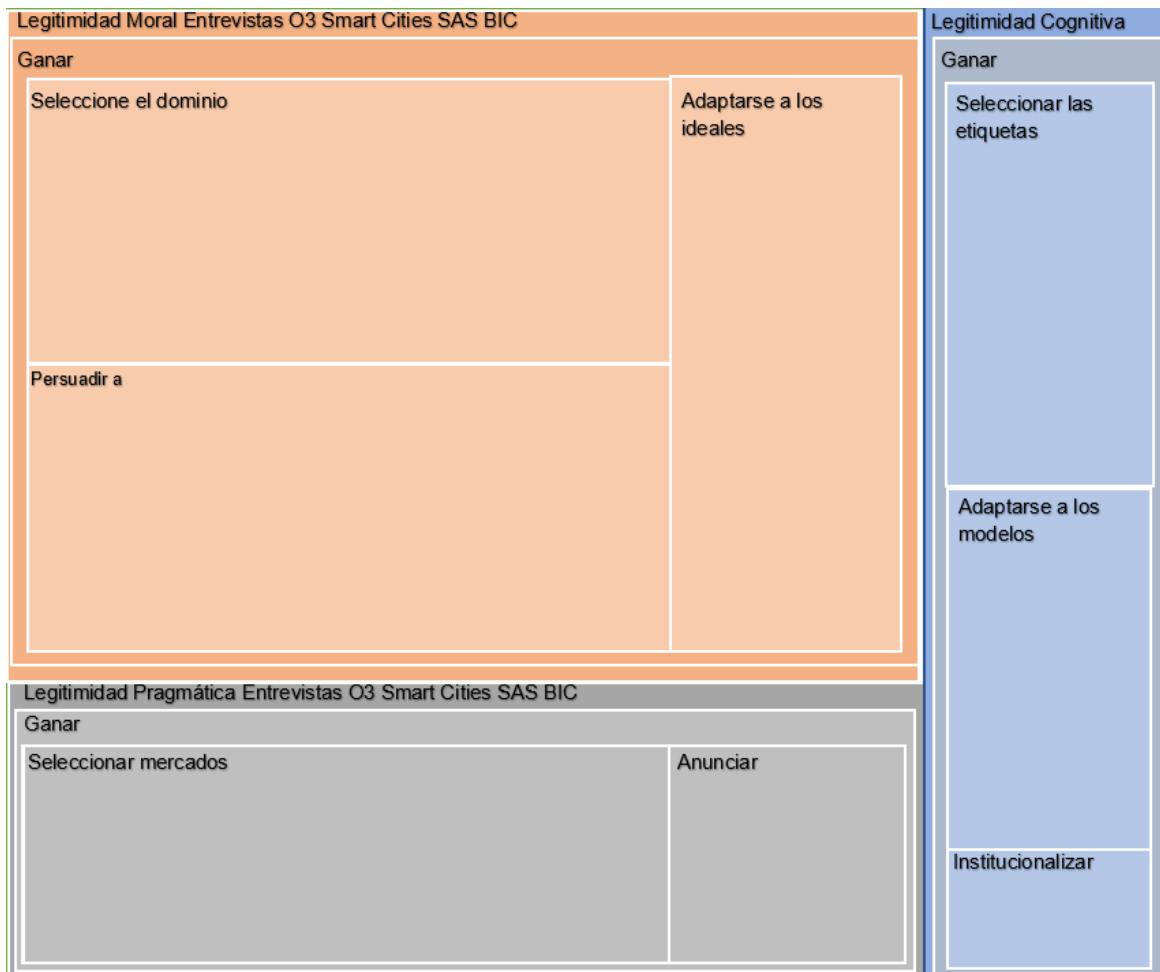 Legitimidad Moral Entrevistas O3 Smart Cities SAS BIC
Ganar
Seleccione el dominio
Adaptarse a los
ideales
Persuadir a
Legitimidad Pragmática Entrevistas O3 Smart Cities SAS BIC
Ganar
Seleccionar mercados
Anunciar
Legitimidad Cognitiva
Ganar
Seleccionar las
etiquetas
Adaptarse a los
modelos
Institucionalizar